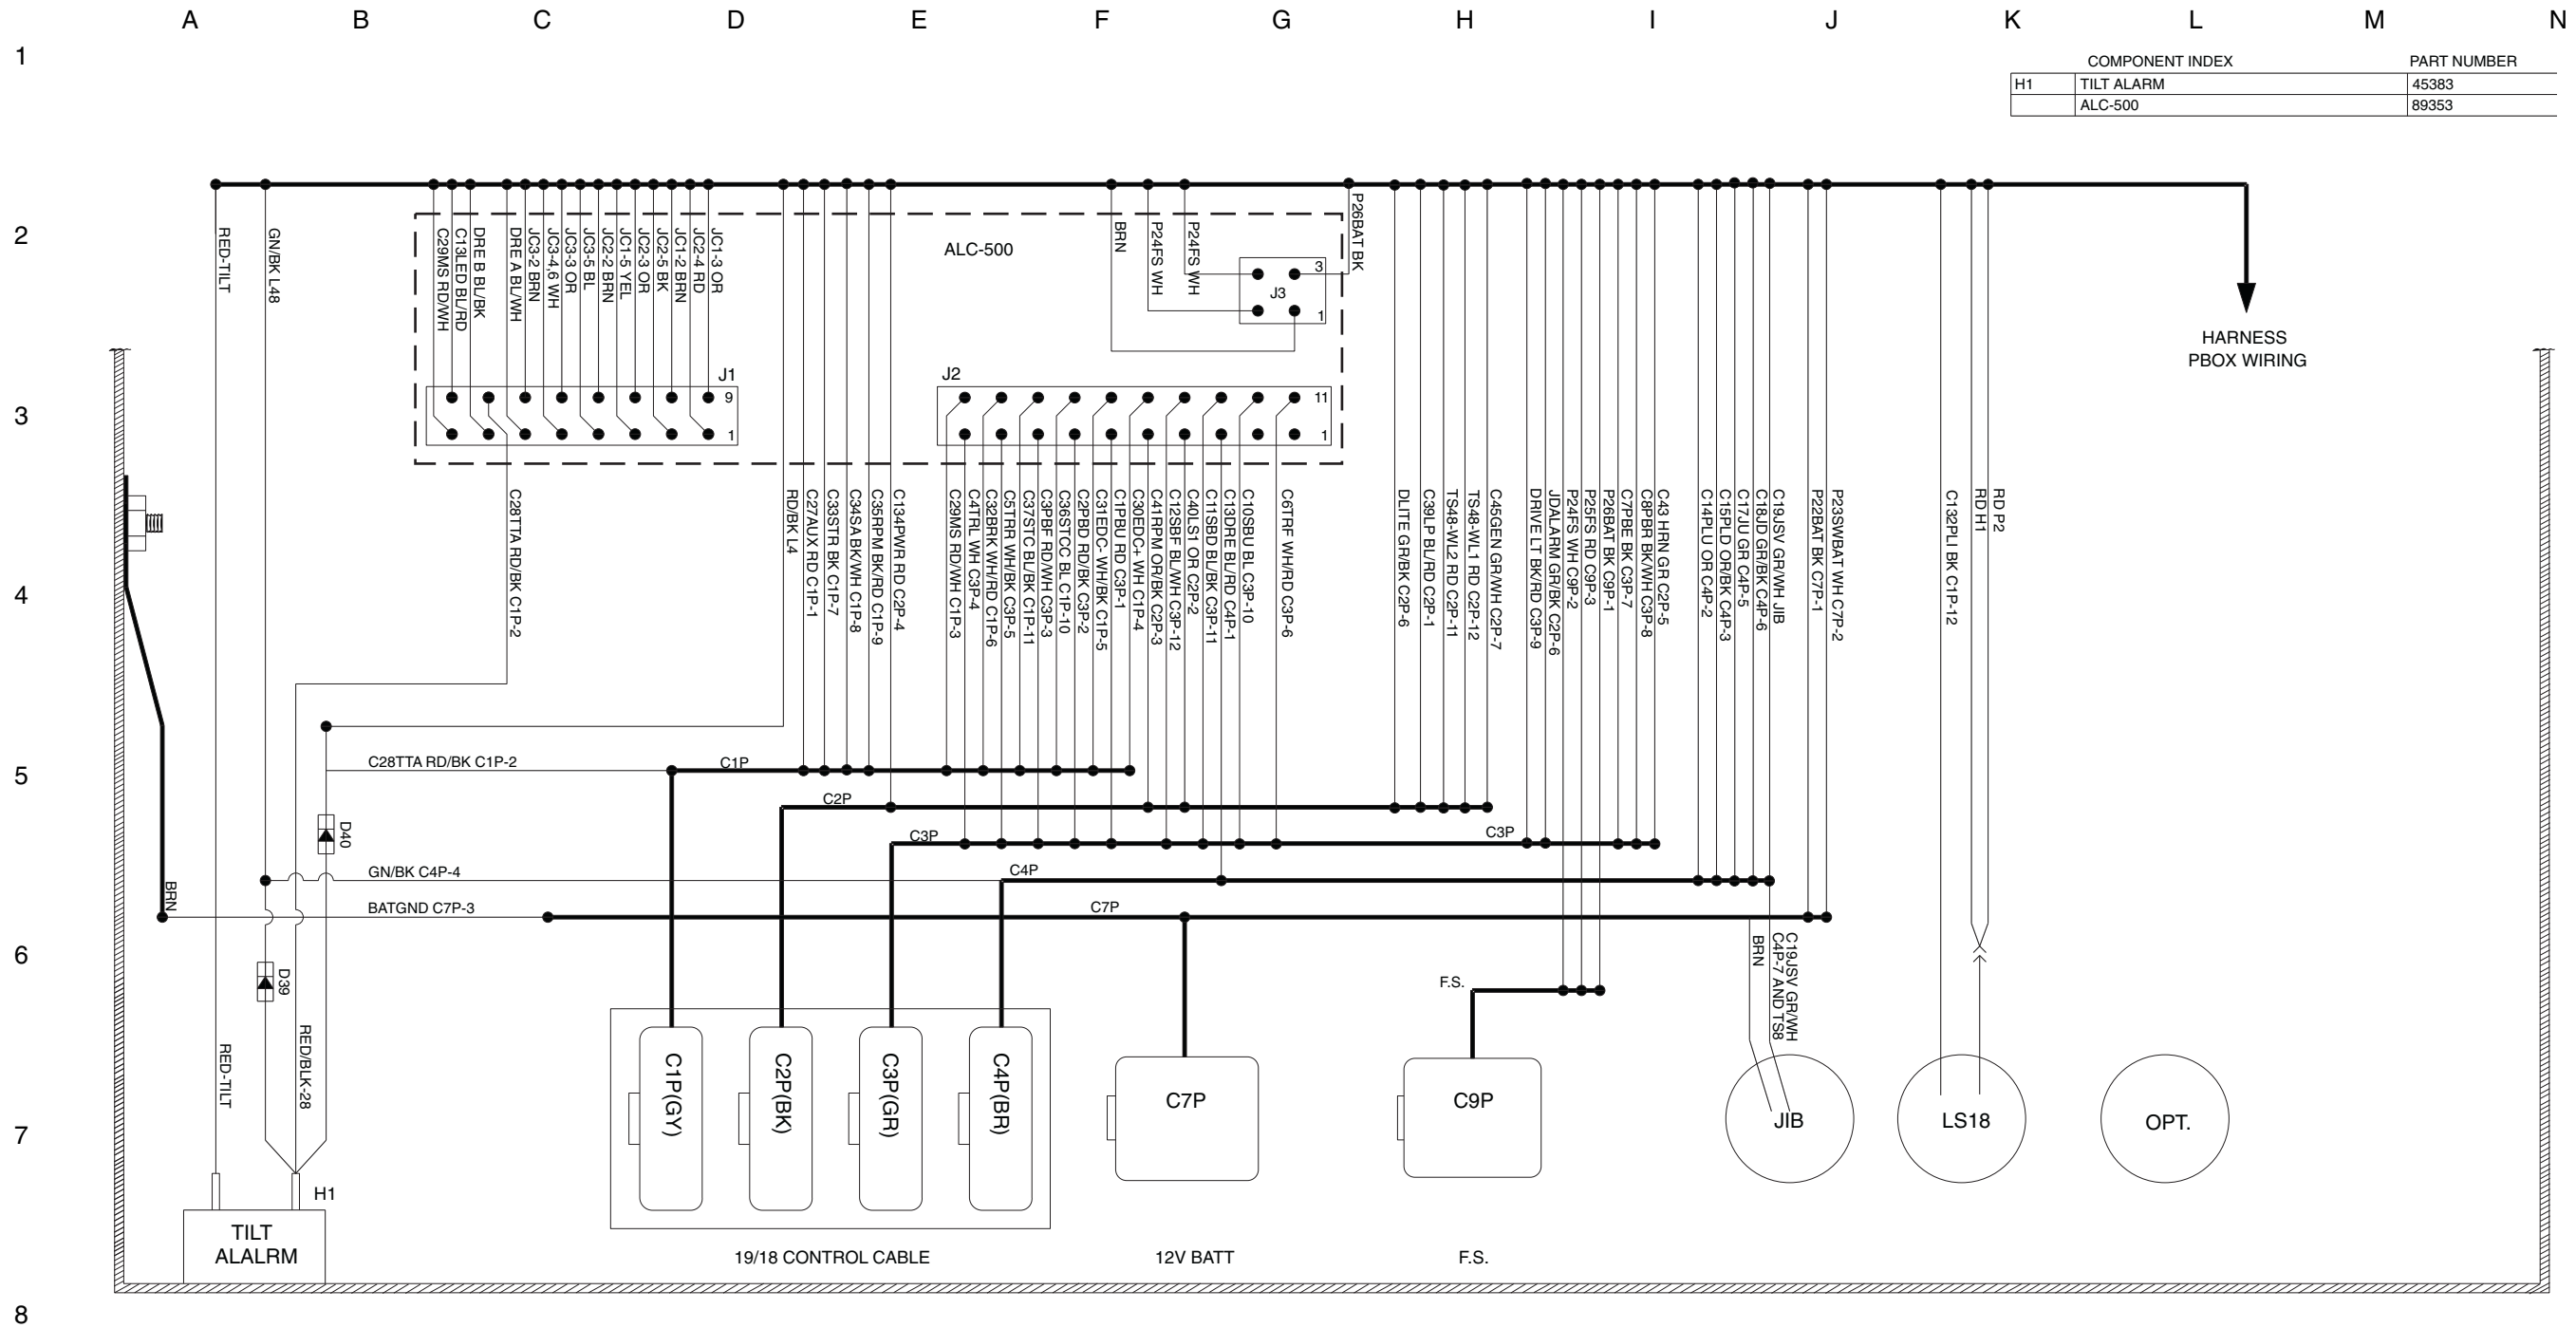 A B C D E F G H I J K L M N
1
COMPONENT INDEX PART NUMBER
H1 TILT ALARM 45383
ALC-500 89353
2
RED-TILT
GN/BK L48
C29MS RD/WH
C13LED BL/RD
DRE B BL/BK
DRE A BL/WH
JC3-2 BRN
JC3-4,6 WH
JC3-3 OR
JC3-5 BL
JC2-2 BRN
JC1-5 YEL
JC2-3 OR
JC2-5 BK
JC1-2 BRN
JC2-4 RD
JC1-3 OR
ALC-500
BRN
P24FS WH
P24FS WH
P26BAT BK
3
J3
1
HARNESS
PBOX WIRING
J1
9
1
J2
11
1
3
C28TTA RD/BK C1P-2
RD/BK L4
C27AUX RD C1P-1
C33STR BK C1P-7
C34SA BK/WH C1P-8
C35RPM BK/RD C1P-9
C134PWR RD C2P-4
C29MS RD/WH C1P-3
C4TRL WH C3P-4
C32BRK WH/RD C1P-6
C5TRR WH/BK C3P-5
C37STC BL/BK C1P-11
C3PBF RD/WH C3P-3
C36STCC BL C1P-10
C2PBD RD/BK C3P-2
C31EDC- WH/BK C1P-5
C1PBU RD C3P-1
C30EDC+ WH C1P-4
C41RPM OR/BK C2P-3
C12SBF BL/WH C3P-12
C40LS1 OR C2P-2
C11SBD BL/BK C3P-11
C13DRE BL/RD C4P-1
C10SBU BL C3P-10
C6TRF WH/RD C3P-6
DLITE GR/BK C2P-6
C39LP BL/RD C2P-1
TS48-WL2 RD C2P-11
TS48-WL1 RD C2P-12
C45GEN GR/WH C2P-7
DRIVE LT BK/RD C3P-9
JDALARM GR/BK C2P-6
P24FS WH C9P-2
P25FS RD C9P-3
P26BAT BK C9P-1
C7PBE BK C3P-7
C8PBR BK/WH C3P-8
C43 HRN GR C2P-5
C14PLU OR C4P-2
C15PLD OR/BK C4P-3
C17JU GR C4P-5
C18JD GR/BK C4P-6
C19JSV GR/WH JIB
P22BAT BK C7P-1
P23SWBAT WH C7P-2
C132PLI BK C1P-12
RD H1
RD P2
4
5
C28TTA RD/BK C1P-2
C1P
C2P
D40
C3P
C3P
GN/BK C4P-4
C4P
BRN
BATGND C7P-3
C7P
6
D39
F.S.
BRN
C19JSV GR/WH
C4P-7 AND TS8
RED-TILT
RED/BLK-28
C1P(GY)
C2P(BK)
C3P(GR)
C4P(BR)
C7P
C9P
JIB
LS18
OPT.
7
H1
TILT
ALALRM
19/18 CONTROL CABLE
12V BATT
F.S.
8